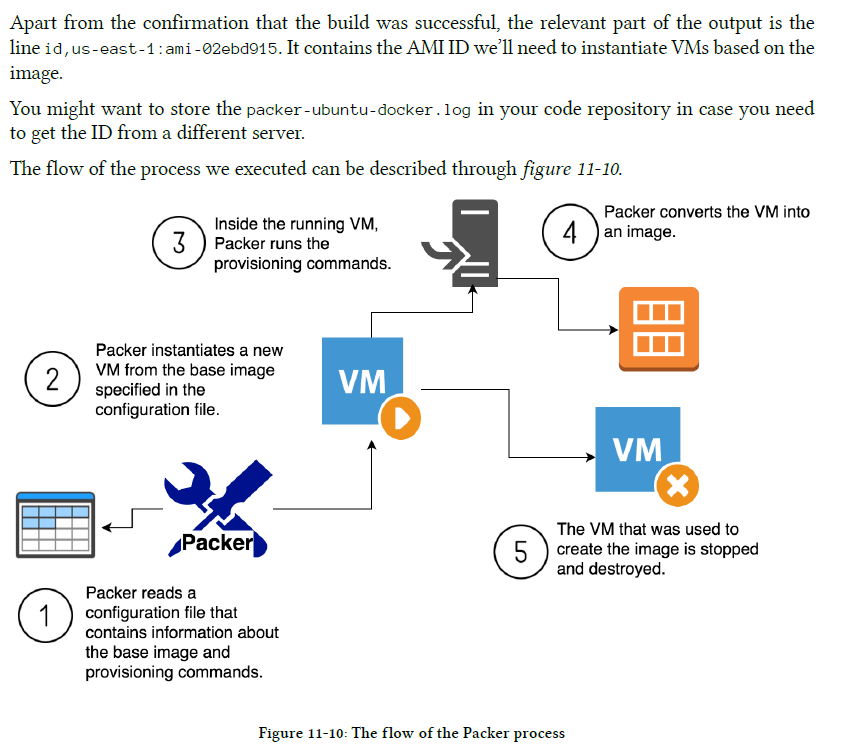 Apart from the confirmation that the build was successful, the relevant part of the output is the
line id,us-east-1:ami-02ebd915. It contains the AMI ID we’ll need to instantiate VMs based on the
image.
You might want to store the packer-ubuntu-docker.log in your code repository in case you need
to get the ID from a different server.
The flow of the process we executed can be described through figure 11-10.
3
Inside the running VM,
Packer runs the
provisioning commands.
4
Packer converts the VM into
an image.
2
Packer instantiates a new
VM from the base image
specified in the
configuration file.
VM
VM
Packer
5
The VM that was used to
create the image is stopped
and destroyed.
1
Packer reads a
configuration file that
contains information about
the base image and
provisioning commands.
Figure 11-10: The flow of the Packer process